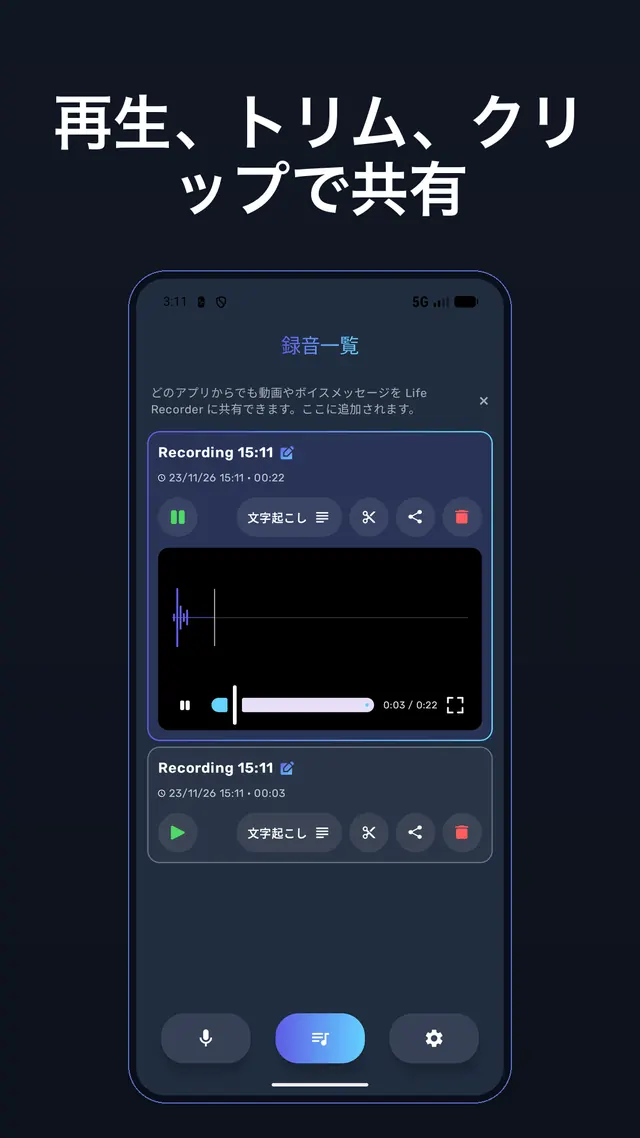 再生、トリム、クリ
ップで共有
3:11
5G
録音一覧
どのアプリからでも動画やボイスメッセージを Life
Recorder に共有できます。ここに追加されます。
Recording 15:11
23/11/26 15:11 • 00:22
文字起こし
0:03 / 0:22
Recording 15:11
23/11/26 15:11 • 00:03
文字起こし